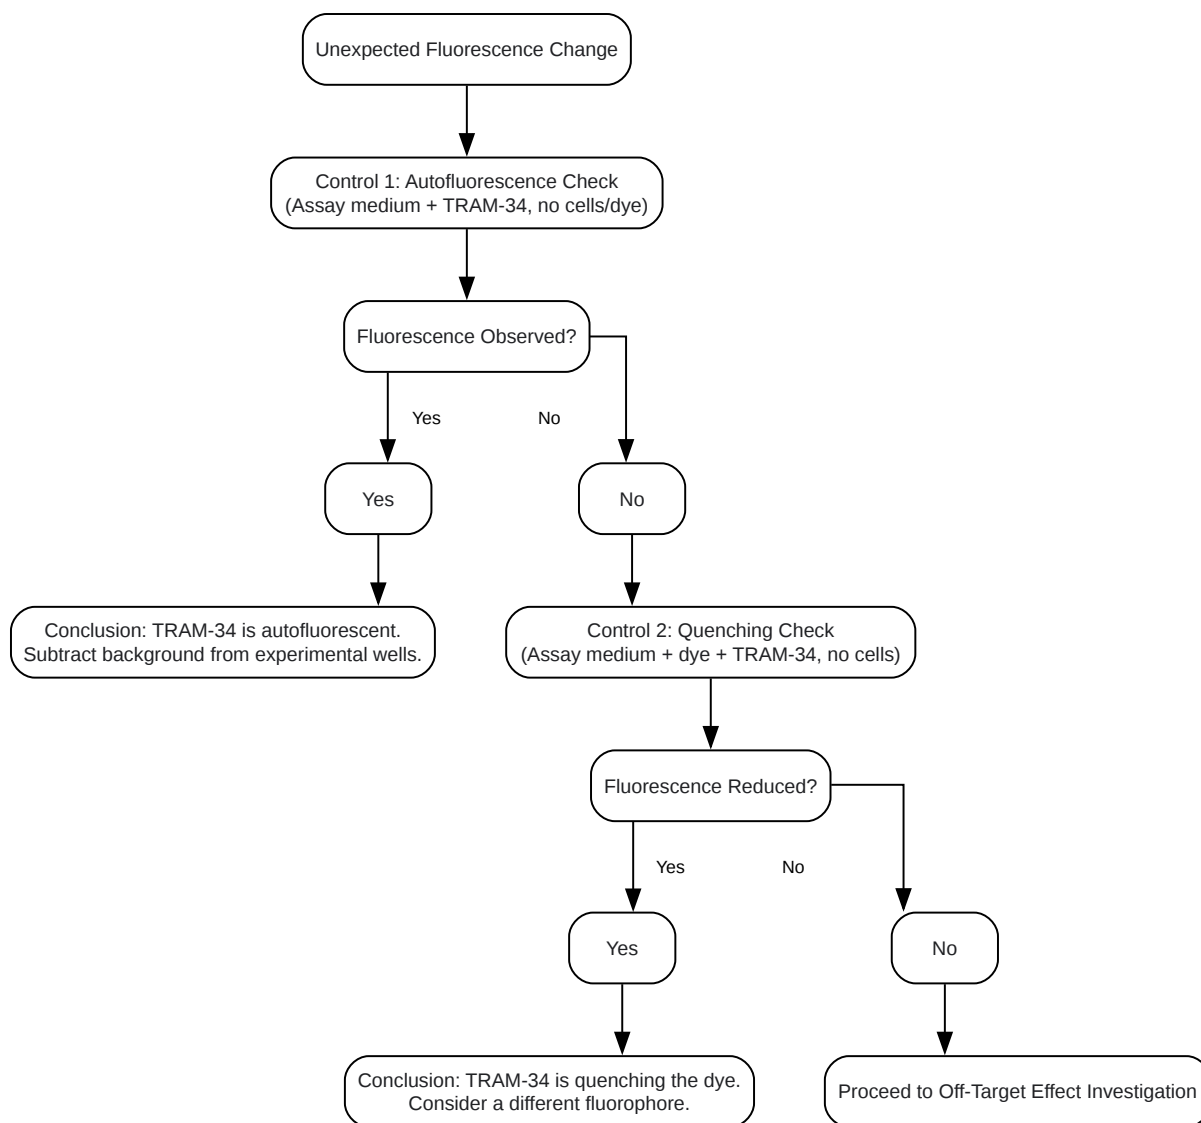 Unexpected Fluorescence Change
Control 1: Autofluorescence Check
(Assay medium + TRAM-34, no cells/dye)
Fluorescence Observed?
Yes
No
Yes
No
Conclusion: TRAM-34 is autofluorescent.
Subtract background from experimental wells.
Control 2: Quenching Check
(Assay medium + dye + TRAM-34, no cells)
Fluorescence Reduced?
Yes
No
Yes
No
Conclusion: TRAM-34 is quenching the dye.
Consider a different fluorophore.
Proceed to Off-Target Effect Investigation